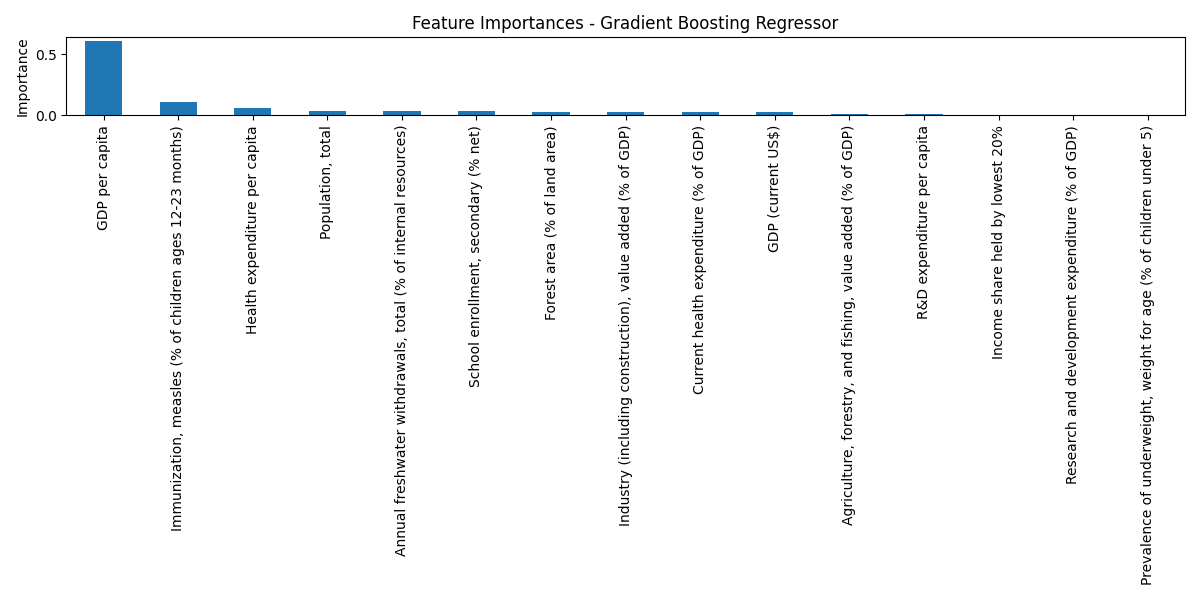 Feature Importances - Gradient Boosting Regressor
Importance
0.5
0.0
GDP per capita
Immunization, measles (% of children ages 12-23 months)
Health expenditure per capita
Population, total
Annual freshwater withdrawals, total (% of internal resources)
School enrollment, secondary (% net)
Forest area (% of land area)
Industry (including construction), value added (% of GDP)
Current health expenditure (% of GDP)
GDP (current US$)
Agriculture, forestry, and fishing, value added (% of GDP)
R&D expenditure per capita
Income share held by lowest 20%
Research and development expenditure (% of GDP)
Prevalence of underweight, weight for age (% of children under 5)